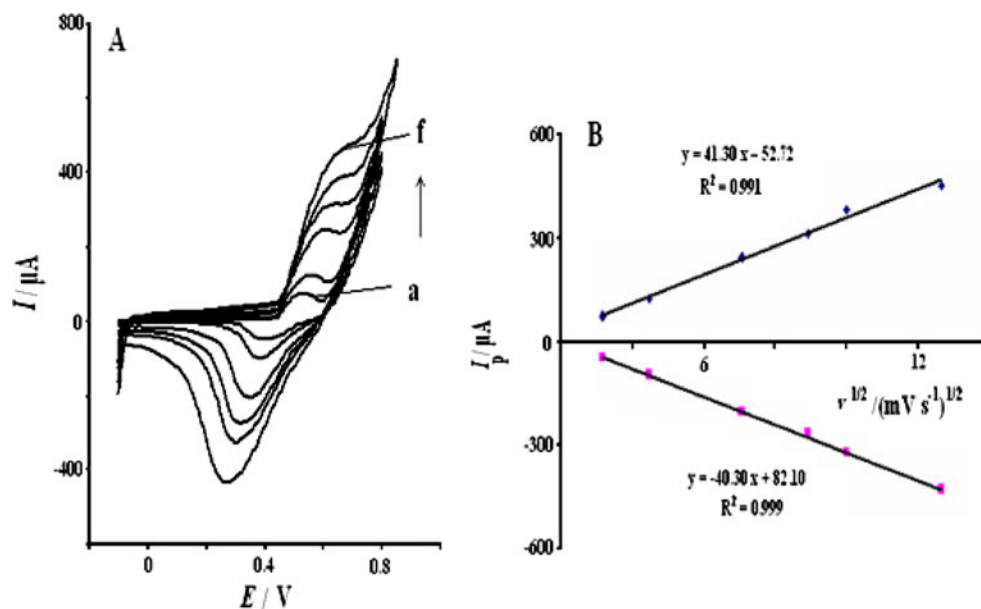 A
800
400
0
-400
I / µA
f
a
0
0.4
0.8
E / V
B
600
300
0
-300
-600
I p / µA
y = 41.30 x – 52.72
R² = 0.991
6
12
v 1/2 /(mV s⁻¹)1/2
y = -40.30 x + 82.10
R² = 0.999